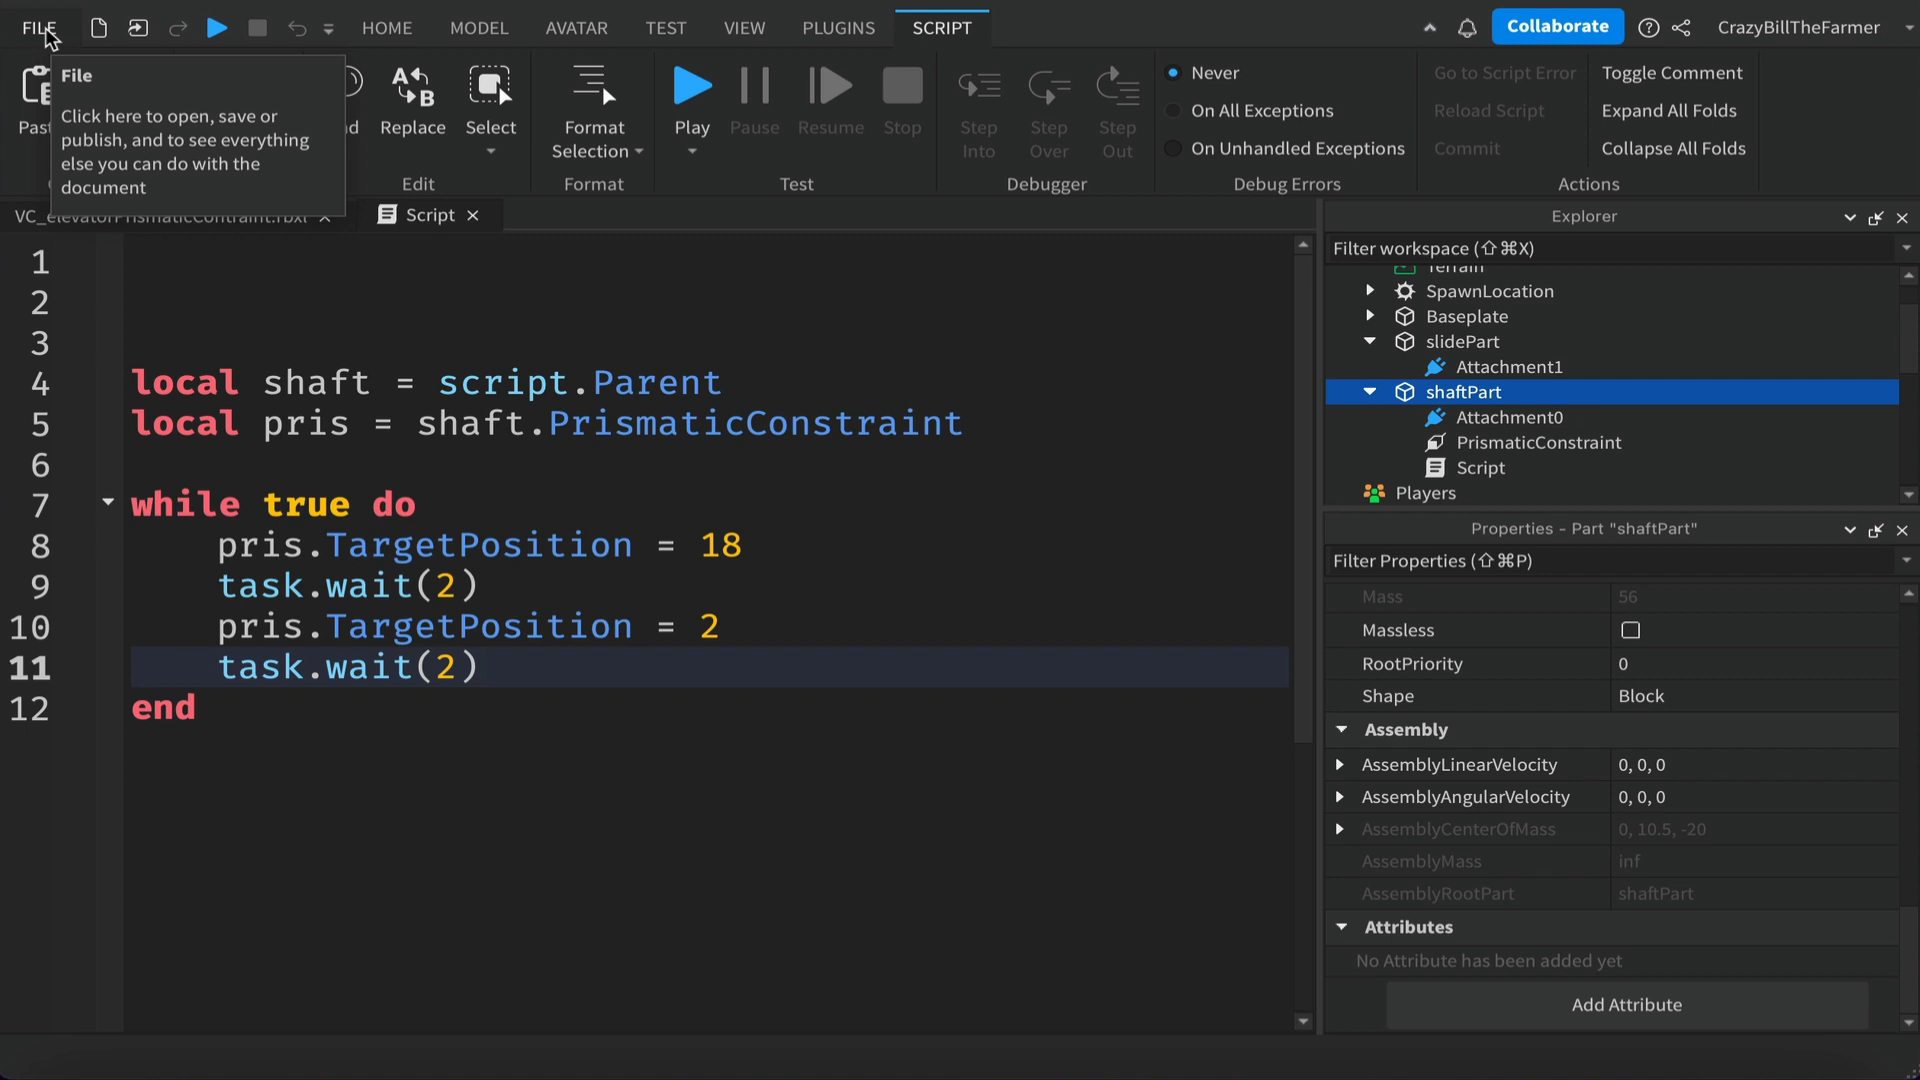 FILE
HOME
MODEL
AVATAR
TEST
VIEW
PLUGINS
SCRIPT
Collaborate
CrazyBillTheFarmer
File
Click here to open, save or
publish, and to see everything
else you can do with the
document
Replace
Select
Edit
Format
Selection
Format
Play
Pause
Resume
Stop
Test
Step
Into
Step
Over
Step
Out
Debugger
Never
On All Exceptions
On Unhandled Exceptions
Debug Errors
Go to Script Error
Reload Script
Commit
Toggle Comment
Expand All Folds
Collapse All Folds
Actions
VC_elevatorPrismaticContraint.rbxl
Script
1
2
3
4 local shaft = script.Parent
5 local pris = shaft.PrismaticConstraint
6
7 while true do
8 pris.TargetPosition = 18
9 task.wait(2)
10 pris.TargetPosition = 2
11 task.wait(2)
12 end
Explorer
Filter workspace (⇧⌘X)
Terrain
SpawnLocation
Baseplate
slidePart
Attachment1
shaftPart
Attachment0
PrismaticConstraint
Script
Players
Properties - Part "shaftPart"
Filter Properties (⇧⌘P)
Mass 56
Massless
RootPriority 0
Shape Block
Assembly
AssemblyLinearVelocity 0, 0, 0
AssemblyAngularVelocity 0, 0, 0
AssemblyCenterOfMass 0, 10.5, -20
AssemblyMass inf
AssemblyRootPart shaftPart
Attributes
No Attribute has been added yet
Add Attribute